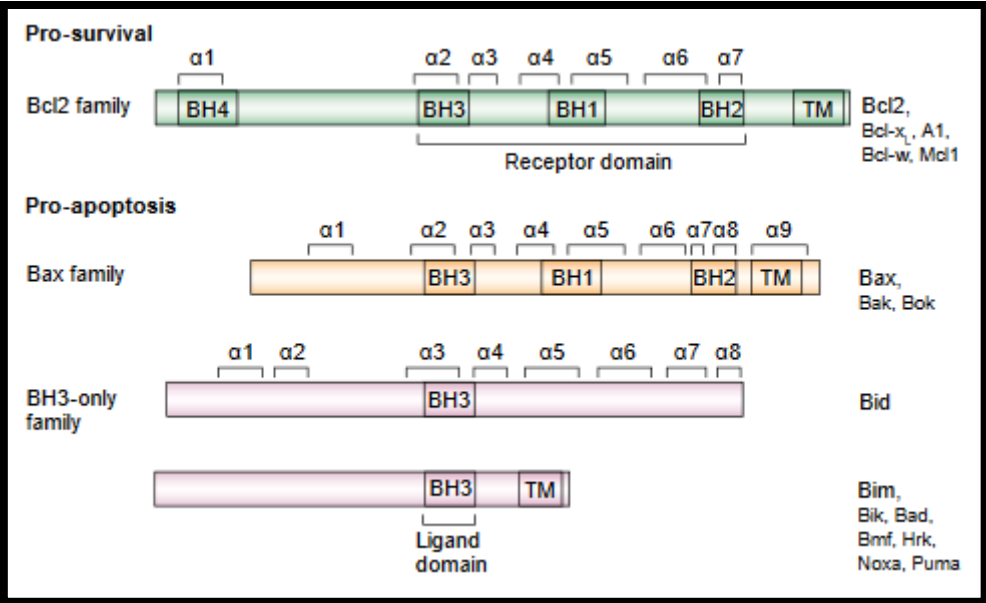 Pro-survival
α1 α2 α3 α4 α5 α6 α7
Bcl2 family
BH4 BH3 BH1 BH2 TM
Bcl2,
Bcl-xL, A1,
Bcl-w, Mcl1
Receptor domain
Pro-apoptosis
α1 α2 α3 α4 α5 α6 α7 α8 α9
Bax family
BH3 BH1 BH2 TM
Bax,
Bak, Bok
α1 α2 α3 α4 α5 α6 α7 α8
BH3-only
family
BH3
Bid
BH3 TM
Bim,
Bik, Bad,
Bmf, Hrk,
Noxa, Puma
Ligand
domain